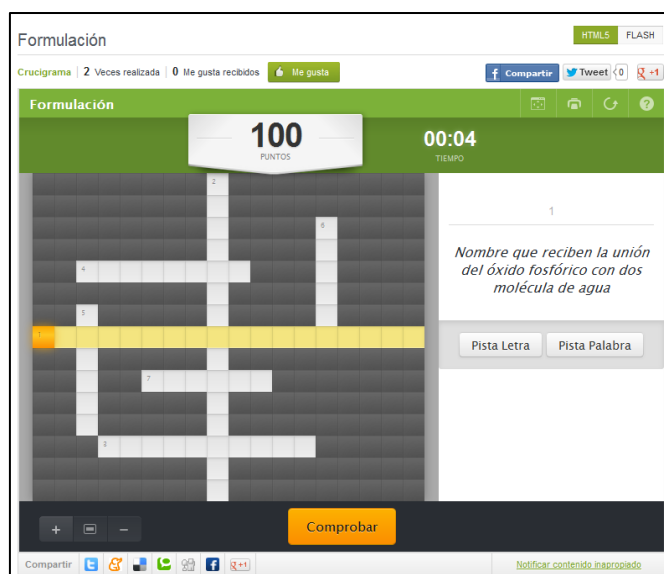 Formulación
HTML5 FLASH
Crucigrama 2 Veces realizada 0 Me gusta recibidos Me gusta
f Compartir Tweet 0 g +1
Formulación
100
PUNTOS
00:04
TIEMPO
2
6
4
5
1
7
3
1
Nombre que reciben la unión
del óxido fosfórico con dos
molécula de agua
Pista Letra Pista Palabra
+ −
Comprobar
Compartir
g +1
Notificar contenido inapropiado